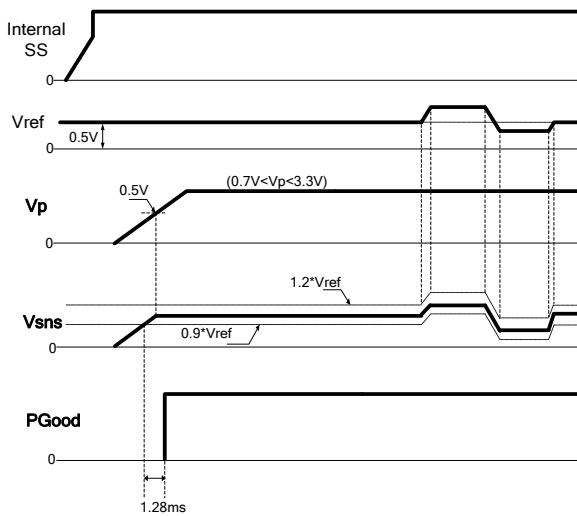 Internal
SS
0
Vref
0.5V
0
0.5V
(0.7V<Vp<3.3V)
Vp
0
1.2*Vref
Vsns
0.9*Vref
0
PGood
0
1.28ms